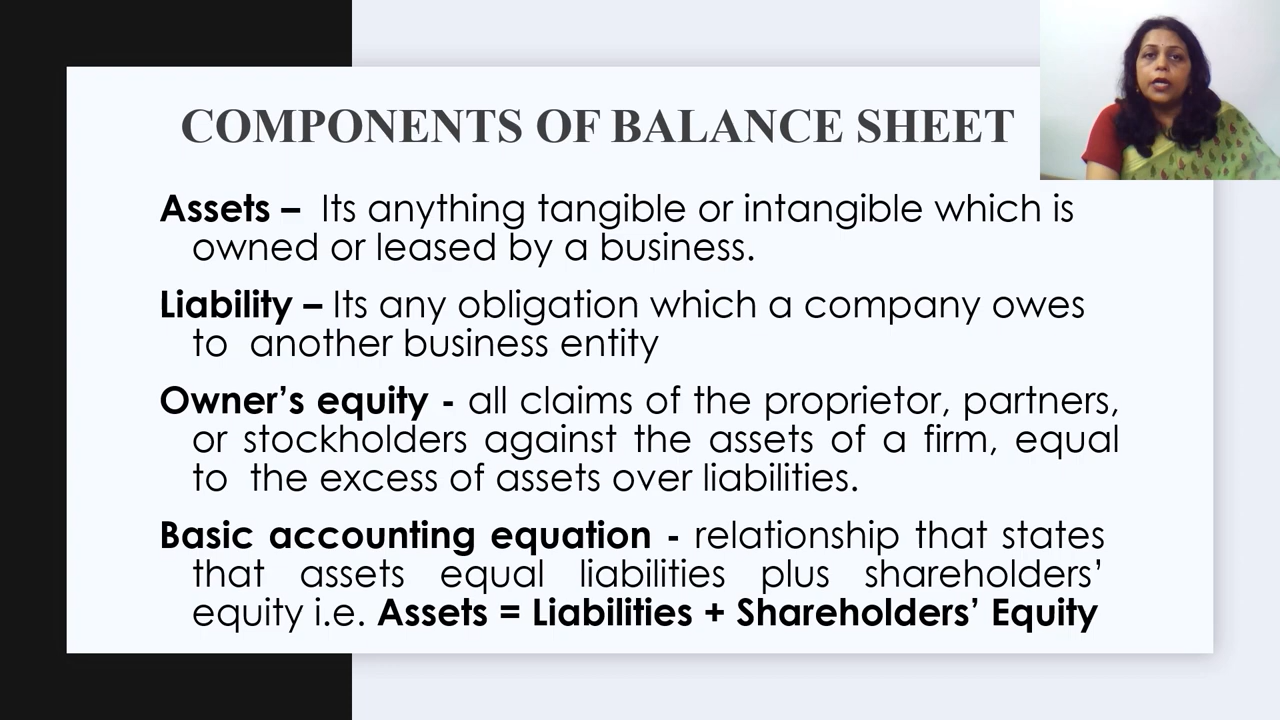 COMPONENTS OF BALANCE SHEET
Assets – Its anything tangible or intangible which is
owned or leased by a business.
Liability – Its any obligation which a company owes
to another business entity
Owner’s equity - all claims of the proprietor, partners,
or stockholders against the assets of a firm, equal
to the excess of assets over liabilities.
Basic accounting equation - relationship that states
that assets equal liabilities plus shareholders’
equity i.e. Assets = Liabilities + Shareholders’ Equity